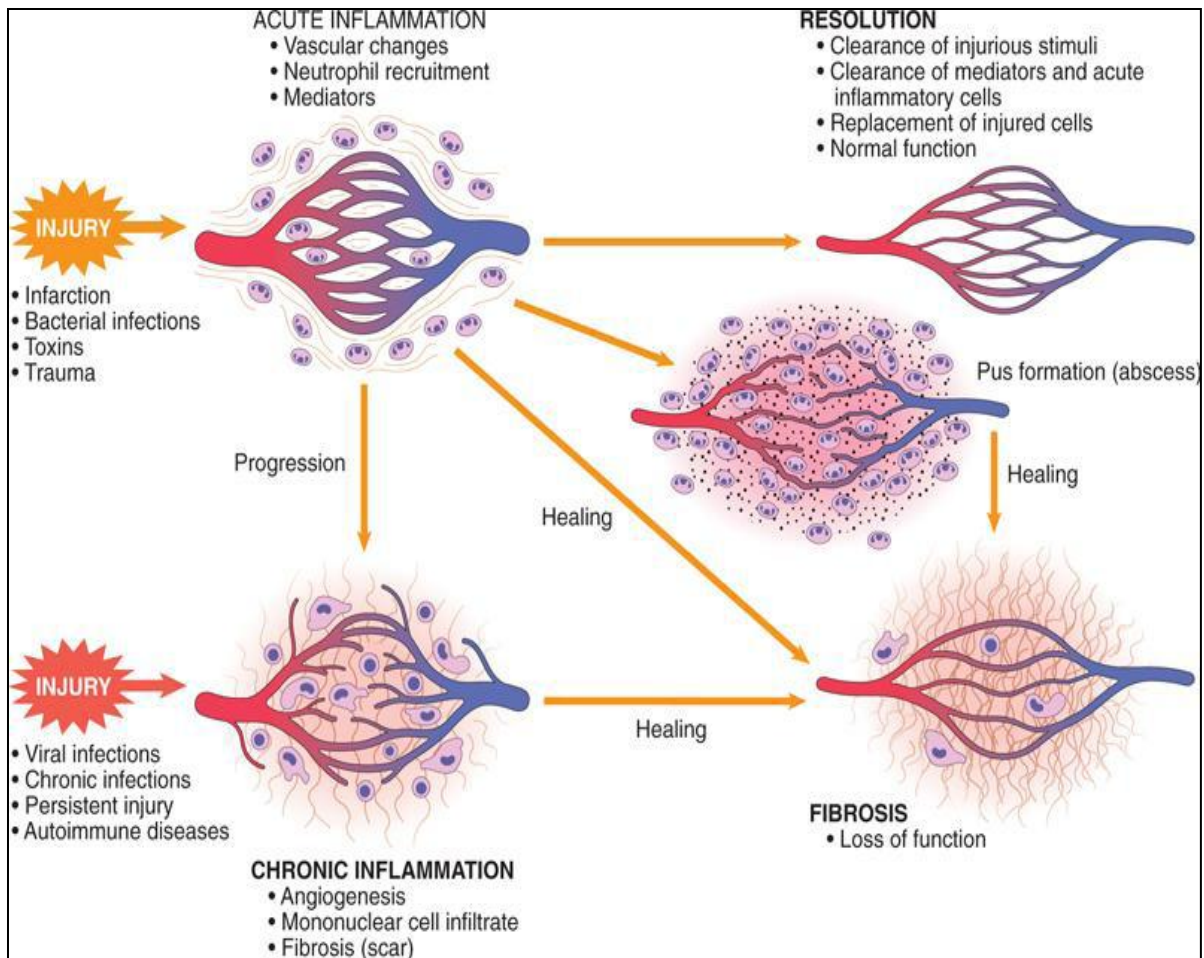 ACUTE INFLAMMATION
• Vascular changes
• Neutrophil recruitment
• Mediators
RESOLUTION
• Clearance of injurious stimuli
• Clearance of mediators and acute
inflammatory cells
• Replacement of injured cells
• Normal function
INJURY
• Infarction
• Bacterial infections
• Toxins
• Trauma
Pus formation (abscess)
Progression
Healing
Healing
INJURY
• Viral infections
• Chronic infections
• Persistent injury
• Autoimmune diseases
Healing
CHRONIC INFLAMMATION
• Angiogenesis
• Mononuclear cell infiltrate
• Fibrosis (scar)
FIBROSIS
• Loss of function